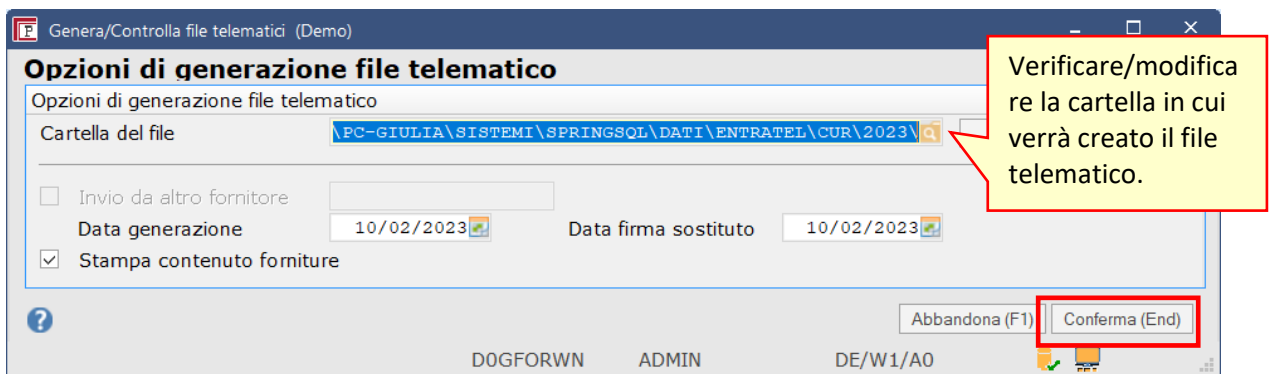 Genera/Controlla file telematici (Demo)
Opzioni di generazione file telematico
Opzioni di generazione file telematico
Cartella del file
\PC-GIULIA\SISTEMI\SPRINGSQL\DATI\ENTRATEL\CUR\2023\
Verificare/modifica
re la cartella in cui
verrà creato il file
telematico.
Invio da altro fornitore
Data generazione 10/02/2023 Data firma sostituto 10/02/2023
Stampa contenuto forniture
Abbandona (F1) Conferma (End)
D0GFORWN ADMIN DE/W1/A0